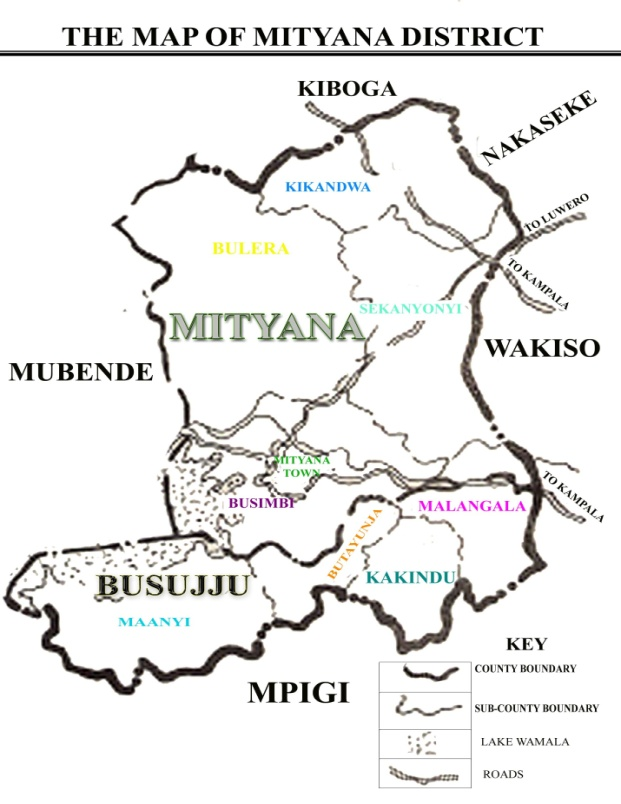 THE MAP OF MITYANA DISTRICT
KIBOGA
NAKASEKE
KIKANDWA
TO LUWERO
BULERA
TO KAMPALA
SEKANYONYI
MITYANA
WAKISO
MUBENDE
MITYANA
TOWN
TO KAMPALA
BUSIMBI
MALANGALA
BUTAYUNJA
KAKINDU
BUSUJJU
MAANYI
MPIGI
KEY
COUNTY BOUNDARY
SUB-COUNTY BOUNDARY
LAKE WAMALA
ROADS